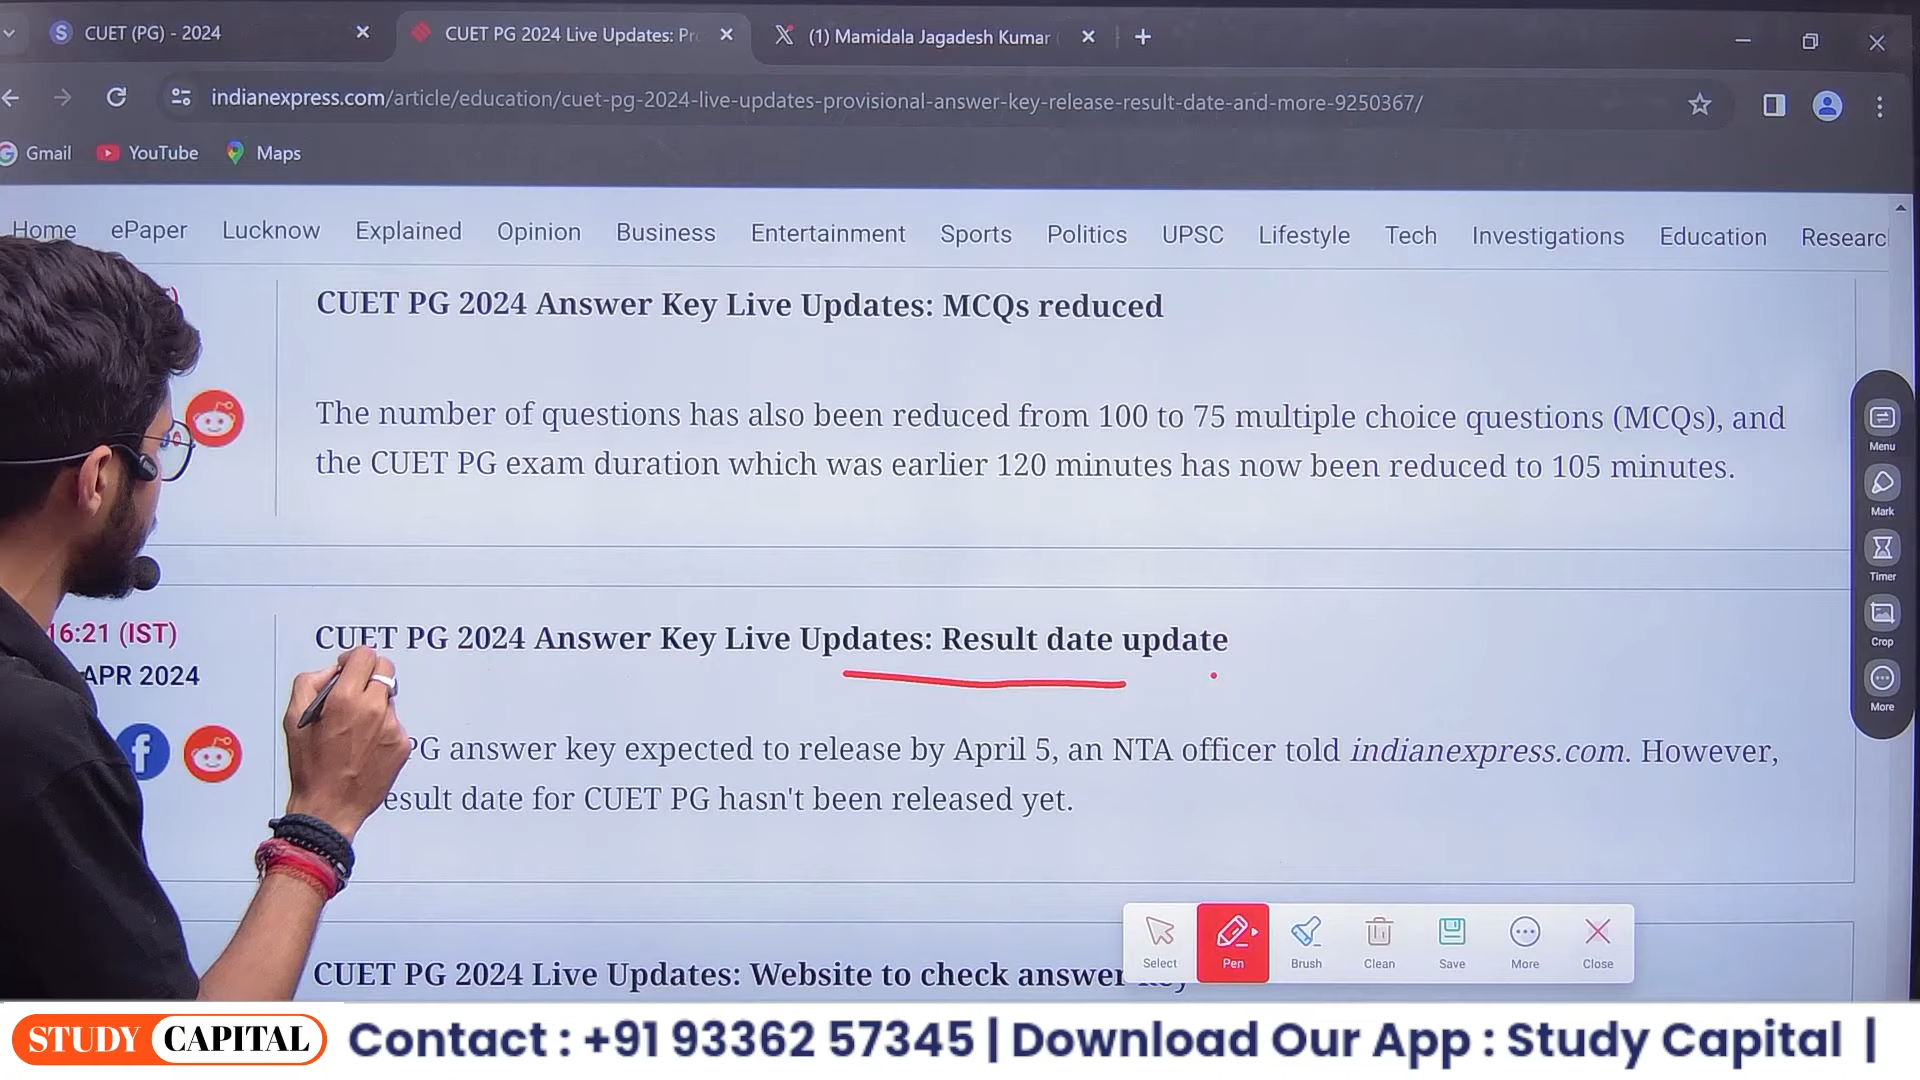 CUET (PG) - 2024
CUET PG 2024 Live Updates: Pr
(1) Mamidala Jagadesh Kumar
indianexpress.com/article/education/cuet-pg-2024-live-updates-provisional-answer-key-release-result-date-and-more-9250367/
Gmail YouTube Maps
Home ePaper Lucknow Explained Opinion Business Entertainment Sports Politics UPSC Lifestyle Tech Investigations Education Researc
CUET PG 2024 Answer Key Live Updates: MCQs reduced
The number of questions has also been reduced from 100 to 75 multiple choice questions (MCQs), and
the CUET PG exam duration which was earlier 120 minutes has now been reduced to 105 minutes.
Menu
Mark
Timer
Crop
More
16:21 (IST)
APR 2024
CUET PG 2024 Answer Key Live Updates: Result date update
PG answer key expected to release by April 5, an NTA officer told indianexpress.com. However,
esult date for CUET PG hasn't been released yet.
Select Pen Brush Clean Save More Close
CUET PG 2024 Live Updates: Website to check answer key
STUDY CAPITAL Contact : +91 93362 57345 | Download Our App : Study Capital |